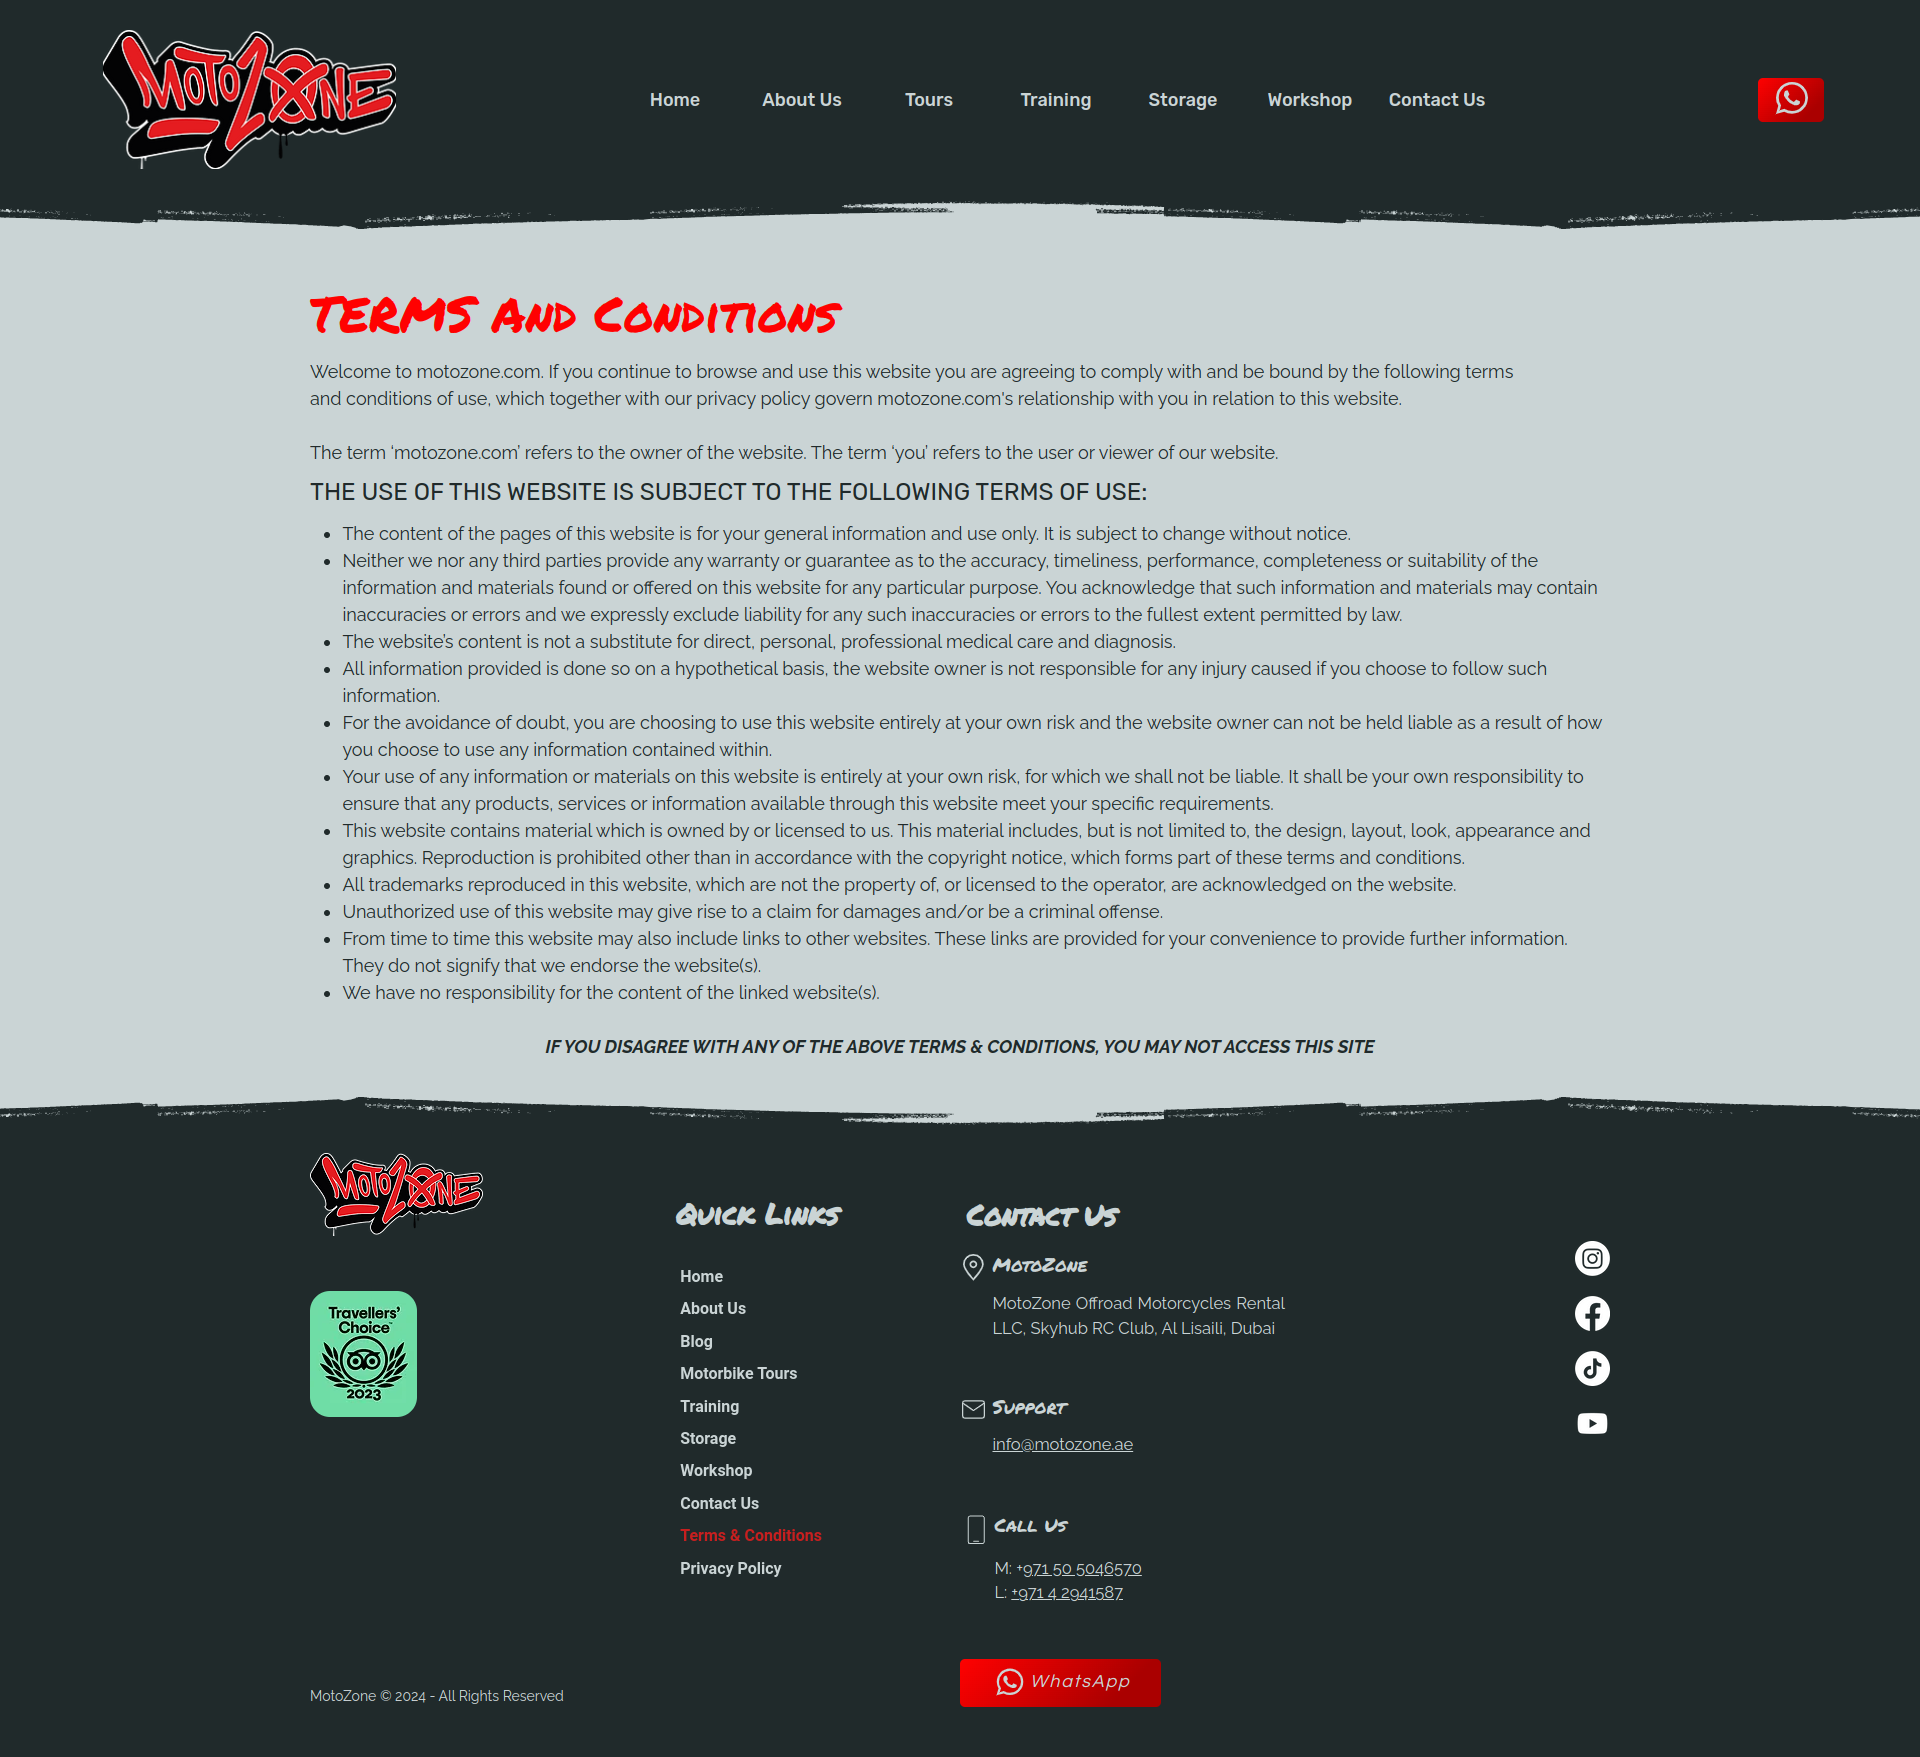 MOTOZONE
Home About Us Tours Training Storage Workshop Contact Us
TERMS And Conditions
Welcome to motozone.com. If you continue to browse and use this website you are agreeing to comply with and be bound by the following terms
and conditions of use, which together with our privacy policy govern motozone.com's relationship with you in relation to this website.
The term ‘motozone.com’ refers to the owner of the website. The term ‘you’ refers to the user or viewer of our website.
THE USE OF THIS WEBSITE IS SUBJECT TO THE FOLLOWING TERMS OF USE:
• The content of the pages of this website is for your general information and use only. It is subject to change without notice.
• Neither we nor any third parties provide any warranty or guarantee as to the accuracy, timeliness, performance, completeness or suitability of the
information and materials found or offered on this website for any particular purpose. You acknowledge that such information and materials may contain
inaccuracies or errors and we expressly exclude liability for any such inaccuracies or errors to the fullest extent permitted by law.
• The website’s content is not a substitute for direct, personal, professional medical care and diagnosis.
• All information provided is done so on a hypothetical basis, the website owner is not responsible for any injury caused if you choose to follow such
information.
• For the avoidance of doubt, you are choosing to use this website entirely at your own risk and the website owner can not be held liable as a result of how
you choose to use any information contained within.
• Your use of any information or materials on this website is entirely at your own risk, for which we shall not be liable. It shall be your own responsibility to
ensure that any products, services or information available through this website meet your specific requirements.
• This website contains material which is owned by or licensed to us. This material includes, but is not limited to, the design, layout, look, appearance and
graphics. Reproduction is prohibited other than in accordance with the copyright notice, which forms part of these terms and conditions.
• All trademarks reproduced in this website, which are not the property of, or licensed to the operator, are acknowledged on the website.
• Unauthorized use of this website may give rise to a claim for damages and/or be a criminal offense.
• From time to time this website may also include links to other websites. These links are provided for your convenience to provide further information.
They do not signify that we endorse the website(s).
• We have no responsibility for the content of the linked website(s).
IF YOU DISAGREE WITH ANY OF THE ABOVE TERMS & CONDITIONS, YOU MAY NOT ACCESS THIS SITE
MOTOZONE
Travellers’
Choice™
2023
Quick Links
Home
About Us
Blog
Motorbike Tours
Training
Storage
Workshop
Contact Us
Terms & Conditions
Privacy Policy
Contact Us
MotoZone
MotoZone Offroad Motorcycles Rental
LLC, Skyhub RC Club, Al Lisaili, Dubai
Support
info@motozone.ae
Call Us
M: +971 50 5046570
L: +971 4 2941587
WhatsApp
MotoZone © 2024 - All Rights Reserved